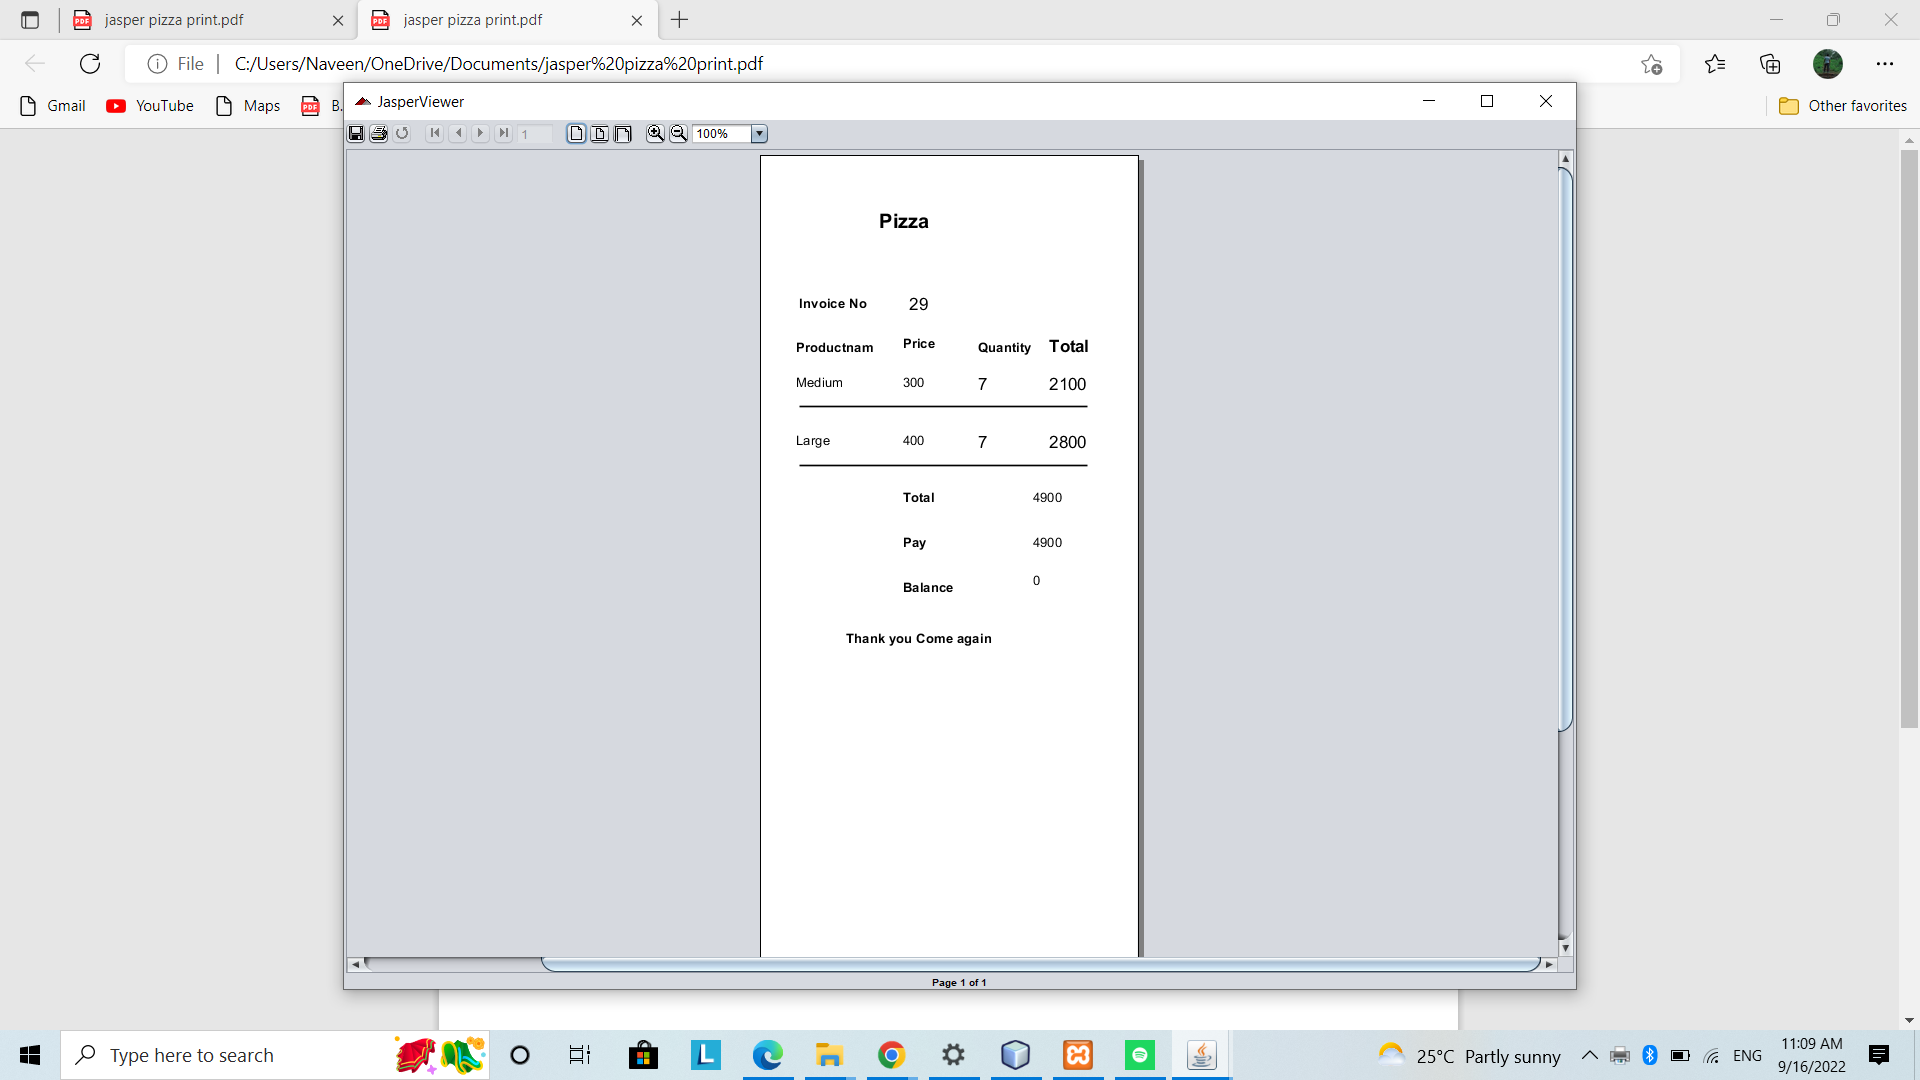 jasper pizza print.pdf
jasper pizza print.pdf
File | C:/Users/Naveen/OneDrive/Documents/jasper%20pizza%20print.pdf
Gmail YouTube Maps B. Other favorites
JasperViewer
1 100%
Pizza
Invoice No 29
Productnam Price Quantity Total
Medium 300 7 2100
Large 400 7 2800
Total 4900
Pay 4900
Balance 0
Thank you Come again
Page 1 of 1
Type here to search
25°C Partly sunny ENG
11:09 AM
9/16/2022